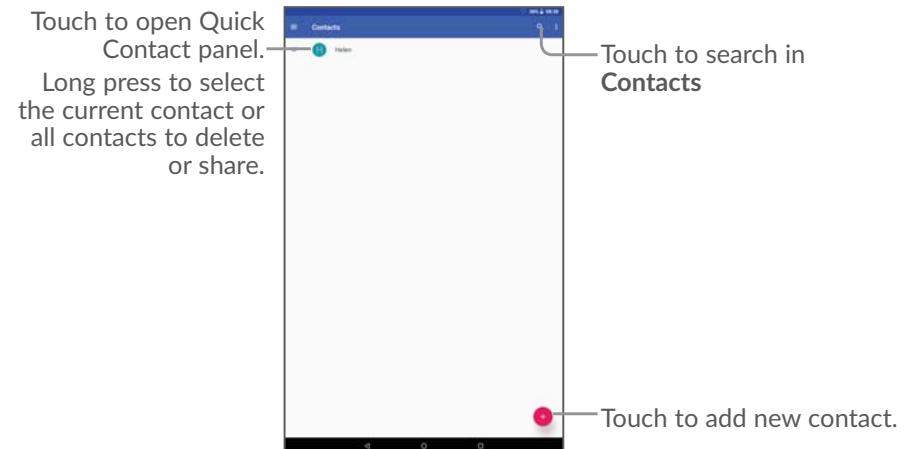 Touch to open Quick
Contact panel.
Long press to select
the current contact or
all contacts to delete
or share.
Contacts
H Helen
Touch to search in
Contacts
Touch to add new contact.